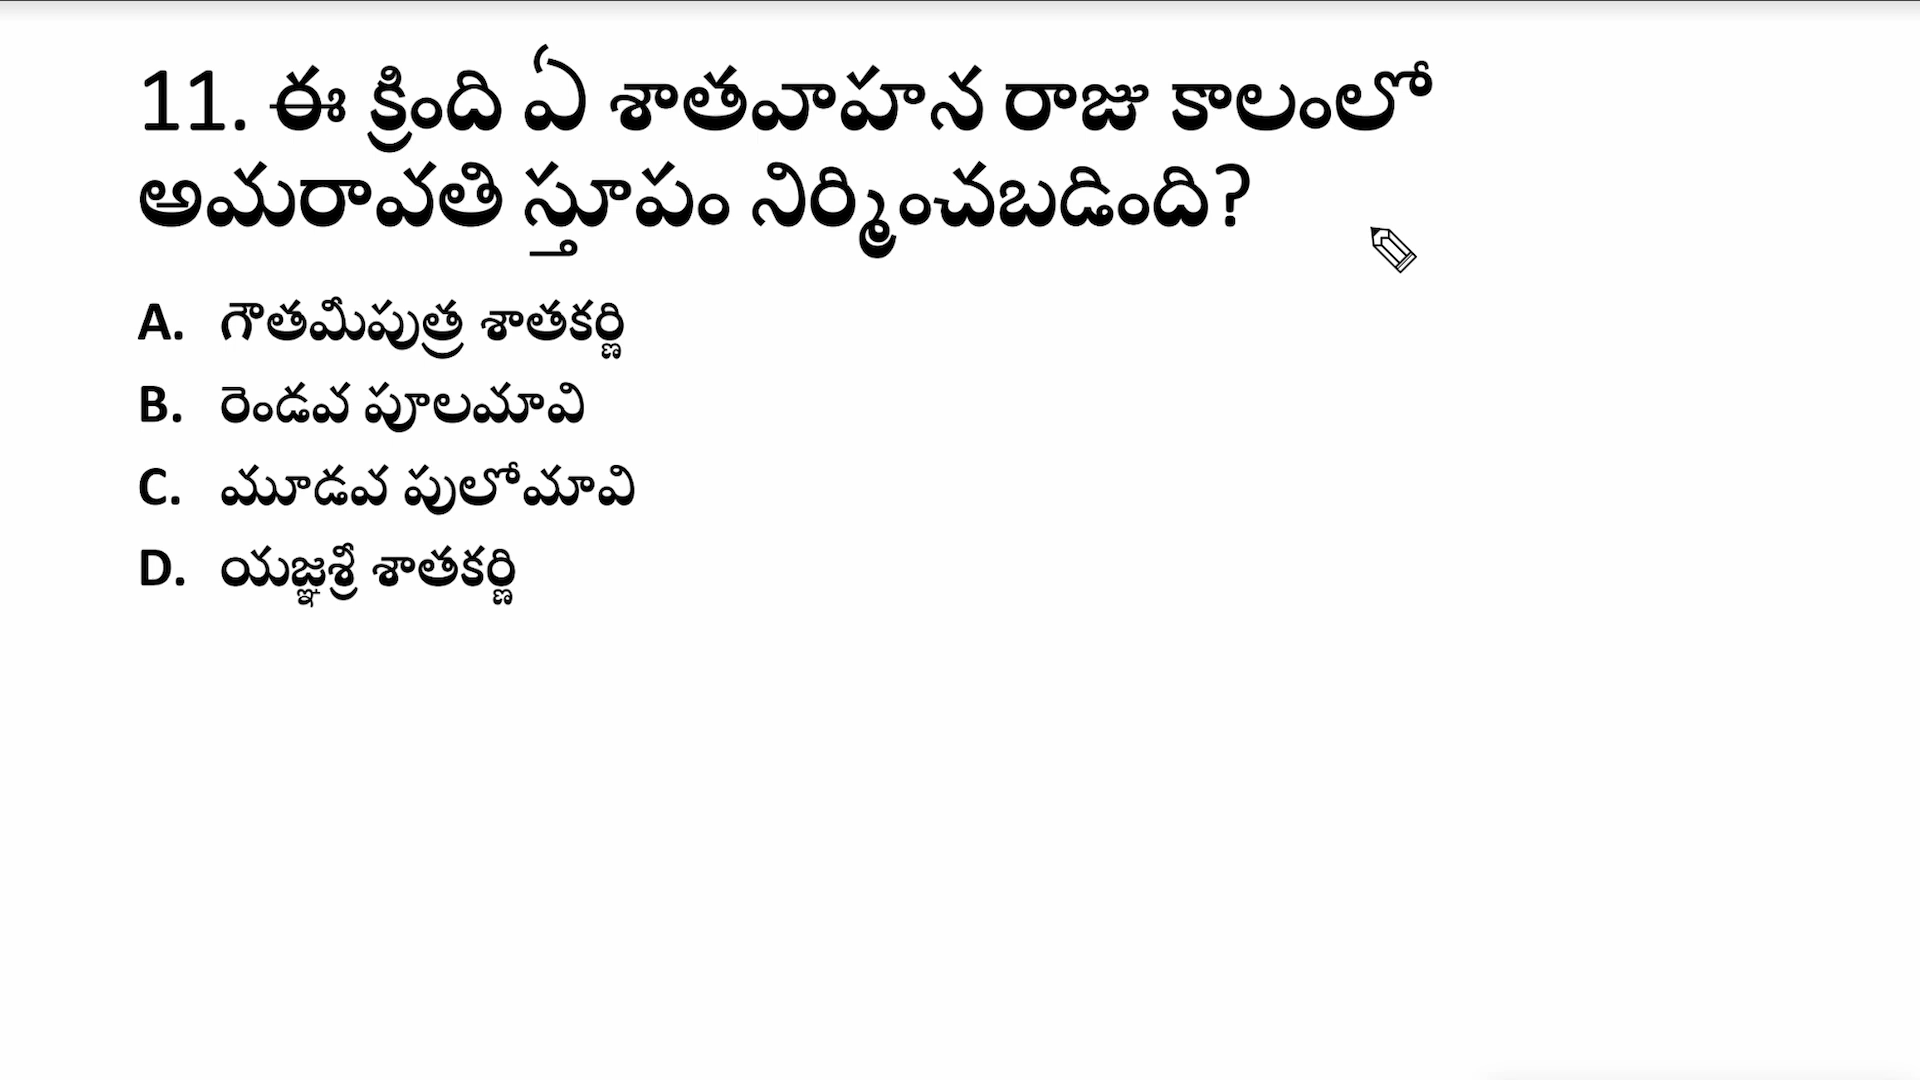 11. ఈ క్రింది ఏ శాతవాహన రాజు కాలంలో
అమరావతి స్తూపం నిర్మించబడింది?
A. గౌతమీపుత్ర శాతకర్ణి
B. రెండవ పూలమావి
C. మూడవ పులోమావి
D. యజ్ఞశ్రీ శాతకర్ణి